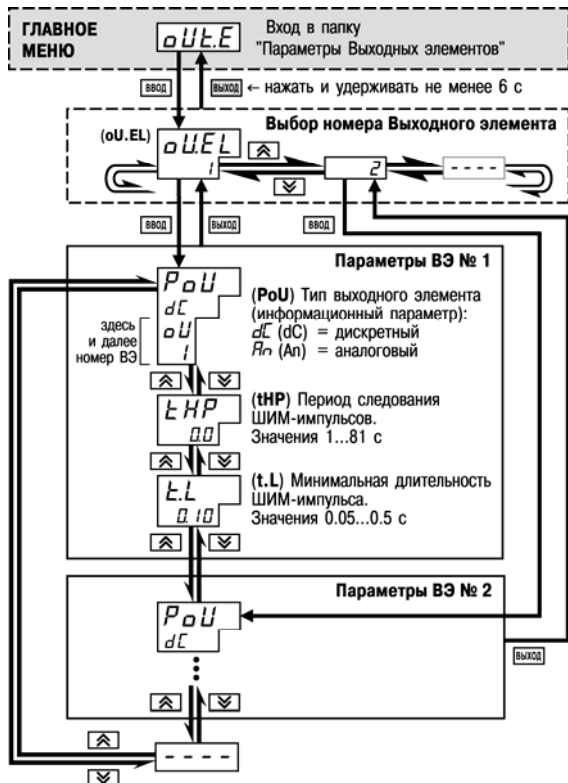 ГЛАВНОЕ
МЕНЮ
oUt.E
Вход в папку
"Параметры Выходных элементов"
ВВОД
ВЫХОД
← нажать и удерживать не менее 6 с
Выбор номера Выходного элемента
(oU.EL)
oU.EL
1
2
- - - -
ВВОД
ВЫХОД
ВВОД
Параметры ВЭ № 1
PoU
dC
oU
1
здесь
и далее
номер ВЭ
(PoU) Тип выходного элемента
(информационный параметр):
dC (dC) = дискретный
An (An) = аналоговый
tHP
0.0
(tHP) Период следования
ШИМ-импульсов.
Значения 1...81 с
t.L
0.10
(t.L) Минимальная длительность
ШИМ-импульса.
Значения 0.05...0.5 с
Параметры ВЭ № 2
PoU
dC
ВЫХОД
- - - -